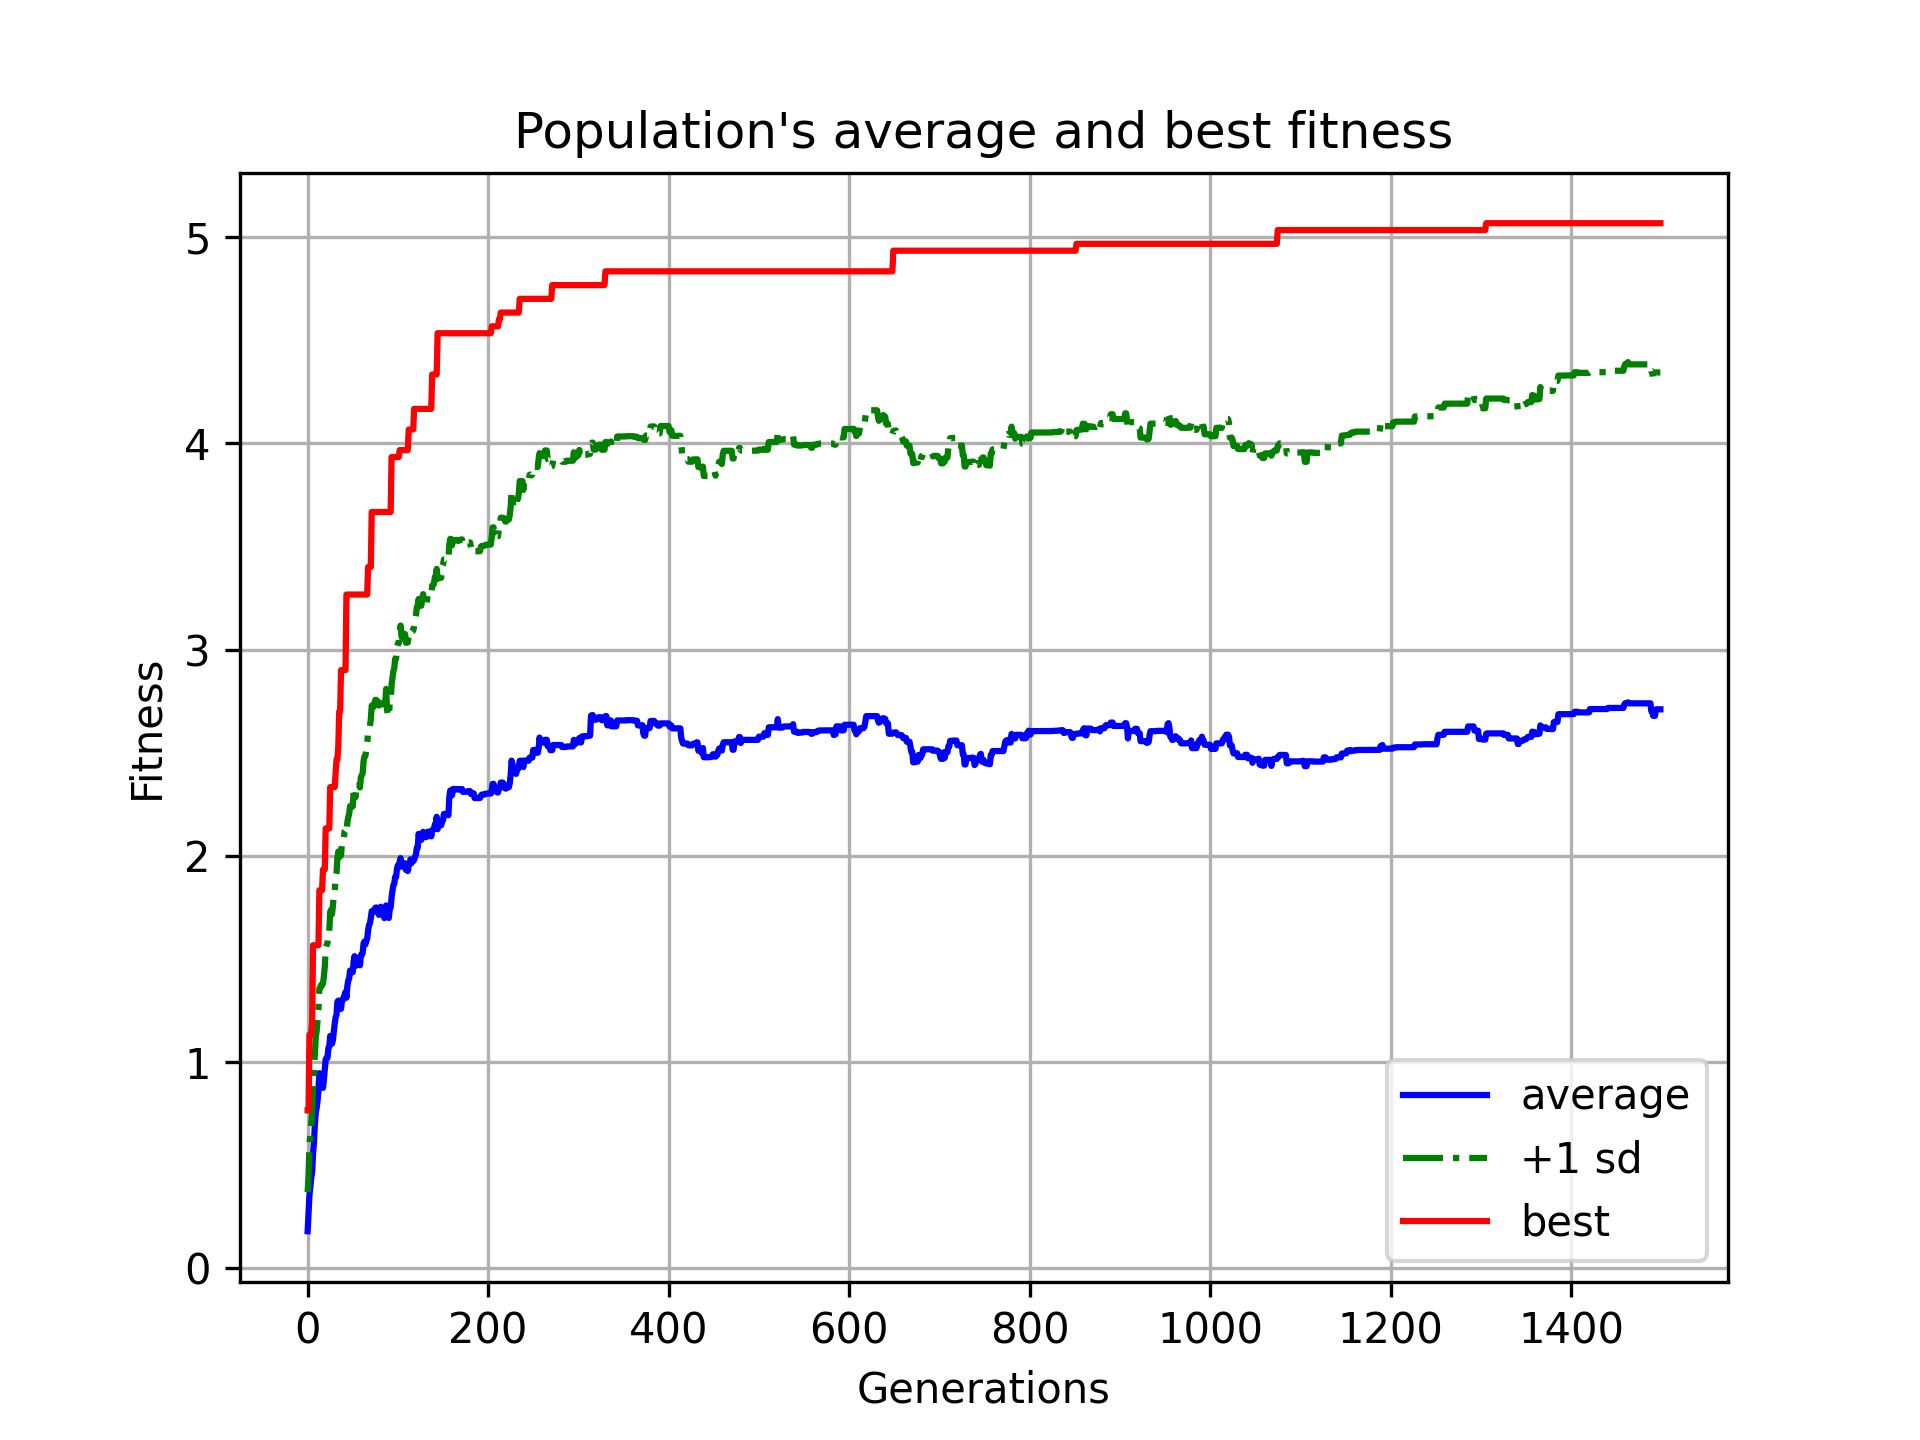 Population's average and best fitness
Fitness
5
4
3
2
1
0
0 200 400 600 800 1000 1200 1400
Generations
average
+1 sd
best